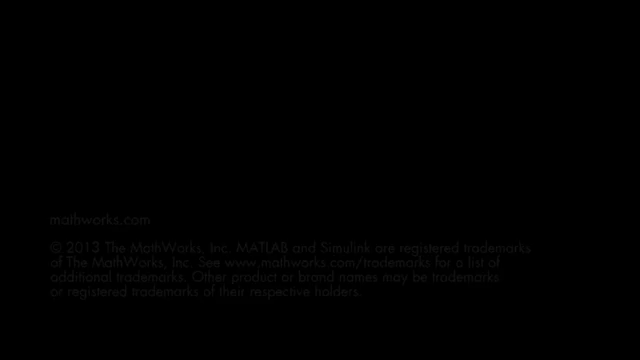 mathworks.com
© 2013 The MathWorks, Inc. MATLAB and Simulink are registered trademarks
of The MathWorks, Inc. See www.mathworks.com/trademarks for a list of
additional trademarks. Other product or brand names may be trademarks
or registered trademarks of their respective holders.